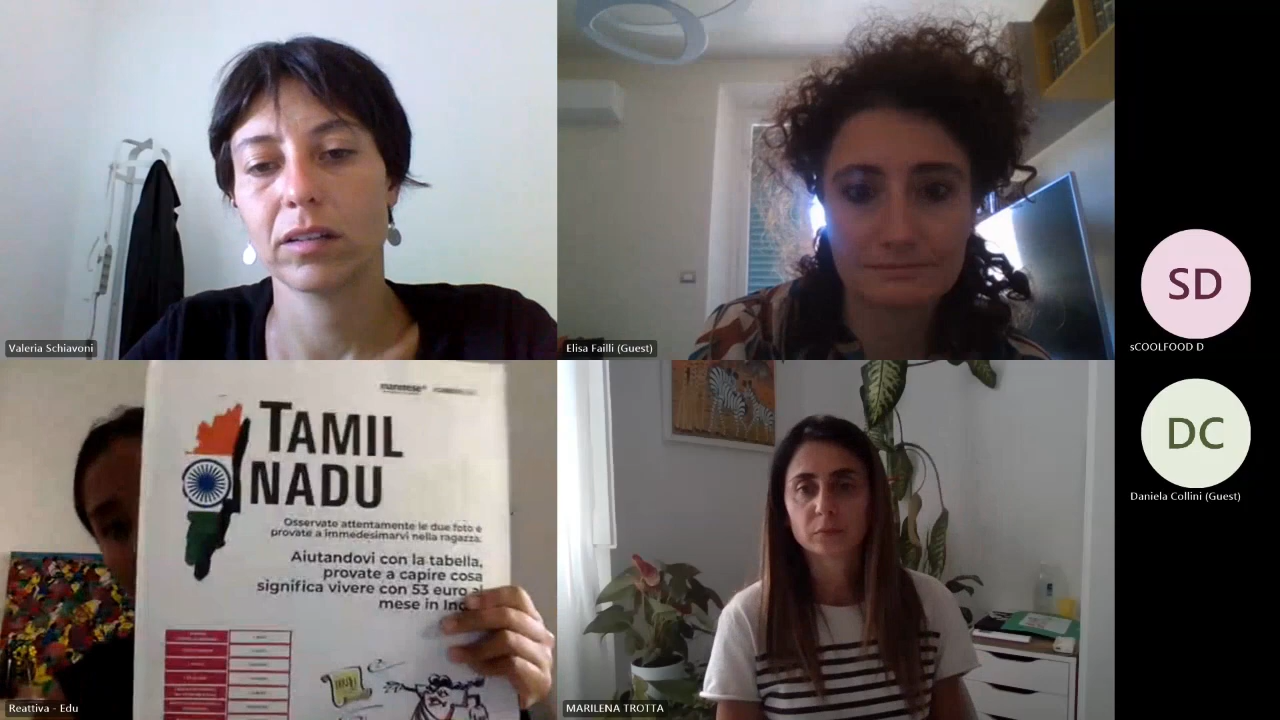 Valeria Schiavoni
Elisa Failli (Guest)
SD
sCOOLFOOD D
DC
Daniela Collini (Guest)
TAMIL
NADU
Osservate attentamente le due foto e
provate a immedesimarvi nella ragazza.
Aiutandovi con la tabella,
provate a capire cosa
significa vivere con 53 euro al
mese in
Reattiva - Edu
MARILENA TROTTA